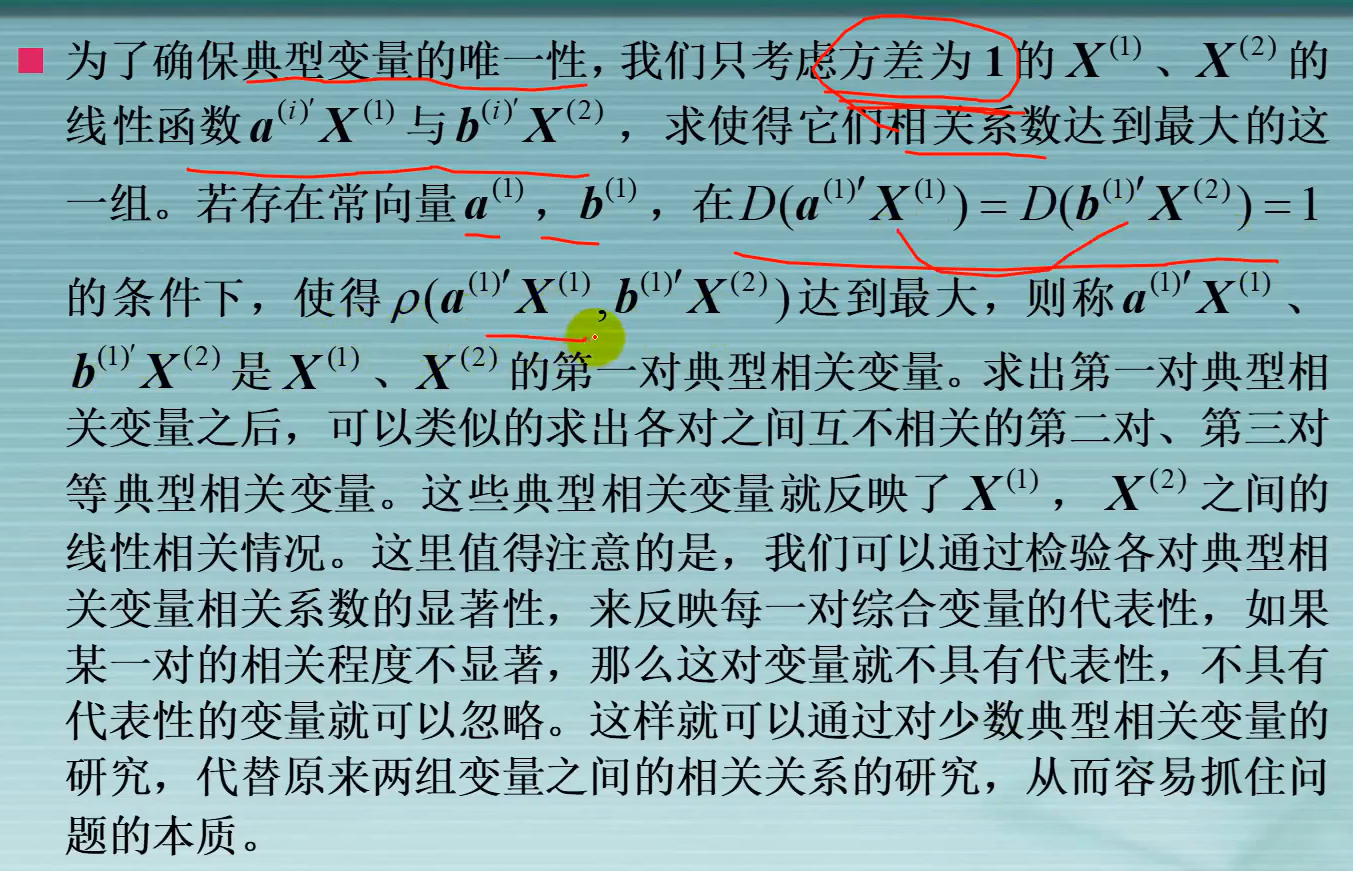 为了确保典型变量的唯一性，我们只考虑方差为 1 的 X⁽¹⁾、X⁽²⁾ 的
线性函数 a⁽ⁱ⁾′X⁽¹⁾ 与 b⁽ⁱ⁾′X⁽²⁾ ，求使得它们相关系数达到最大的这
一组。若存在常向量 a⁽¹⁾ ，b⁽¹⁾ ，在 D(a⁽¹⁾′X⁽¹⁾) = D(b⁽¹⁾′X⁽²⁾) = 1
的条件下，使得 ρ(a⁽¹⁾′X⁽¹⁾, b⁽¹⁾′X⁽²⁾) 达到最大，则称 a⁽¹⁾′X⁽¹⁾ 、
b⁽¹⁾′X⁽²⁾ 是 X⁽¹⁾ 、X⁽²⁾ 的第一对典型相关变量。求出第一对典型相
关变量之后，可以类似的求出各对之间互不相关的第二对、第三对
等典型相关变量。这些典型相关变量就反映了 X⁽¹⁾ ，X⁽²⁾ 之间的
线性相关情况。这里值得注意的是，我们可以通过检验各对典型相
关变量相关系数的显著性，来反映每一对综合变量的代表性，如果
某一对的相关程度不显著，那么这对变量就不具有代表性，不具有
代表性的变量就可以忽略。这样就可以通过对少数典型相关变量的
研究，代替原来两组变量之间的相关关系的研究，从而容易抓住问
题的本质。